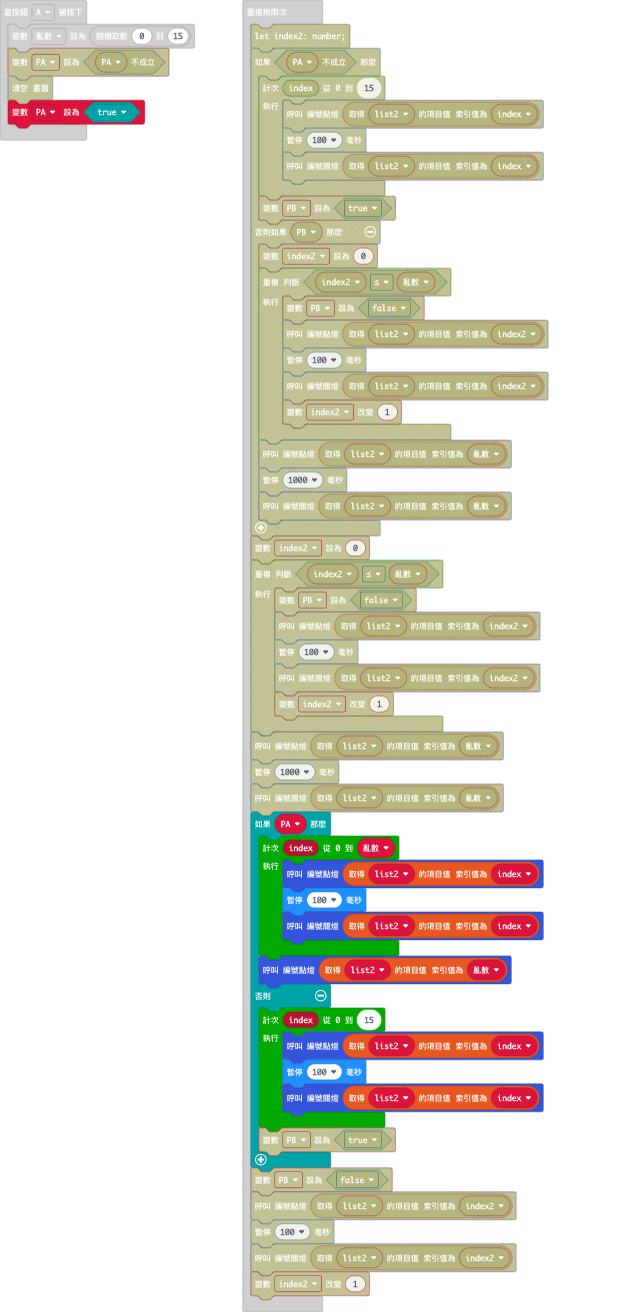 當按鈕 A 被按下
變數 亂數 設為 隨機取數 0 到 15
變數 PA 設為 PA 不成立
清空 畫面
變數 PA 設為 true
重複無限次
let index2: number;
如果 PA 不成立 那麼
計次 index 從 0 到 15
執行
呼叫 編號點燈 取得 list2 的項目值 索引值為 index
暫停 100 毫秒
呼叫 編號關燈 取得 list2 的項目值 索引值為 index
變數 PB 設為 true
否則如果 PB 那麼
變數 index2 設為 0
重複 判斷 index2 ≤ 亂數
執行
變數 PB 設為 false
呼叫 編號點燈 取得 list2 的項目值 索引值為 index2
暫停 100 毫秒
呼叫 編號關燈 取得 list2 的項目值 索引值為 index2
變數 index2 改變 1
呼叫 編號點燈 取得 list2 的項目值 索引值為 亂數
暫停 1000 毫秒
呼叫 編號關燈 取得 list2 的項目值 索引值為 亂數
變數 index2 設為 0
重複 判斷 index2 ≤ 亂數
執行
變數 PB 設為 false
呼叫 編號點燈 取得 list2 的項目值 索引值為 index2
暫停 100 毫秒
呼叫 編號關燈 取得 list2 的項目值 索引值為 index2
變數 index2 改變 1
呼叫 編號點燈 取得 list2 的項目值 索引值為 亂數
暫停 1000 毫秒
呼叫 編號關燈 取得 list2 的項目值 索引值為 亂數
如果 PA 那麼
計次 index 從 0 到 亂數
執行
呼叫 編號點燈 取得 list2 的項目值 索引值為 index
暫停 100 毫秒
呼叫 編號關燈 取得 list2 的項目值 索引值為 index
呼叫 編號點燈 取得 list2 的項目值 索引值為 亂數
否則
計次 index 從 0 到 15
執行
呼叫 編號點燈 取得 list2 的項目值 索引值為 index
暫停 100 毫秒
呼叫 編號關燈 取得 list2 的項目值 索引值為 index
變數 PB 設為 true
變數 PB 設為 false
呼叫 編號點燈 取得 list2 的項目值 索引值為 index2
暫停 100 毫秒
呼叫 編號關燈 取得 list2 的項目值 索引值為 index2
變數 index2 改變 1